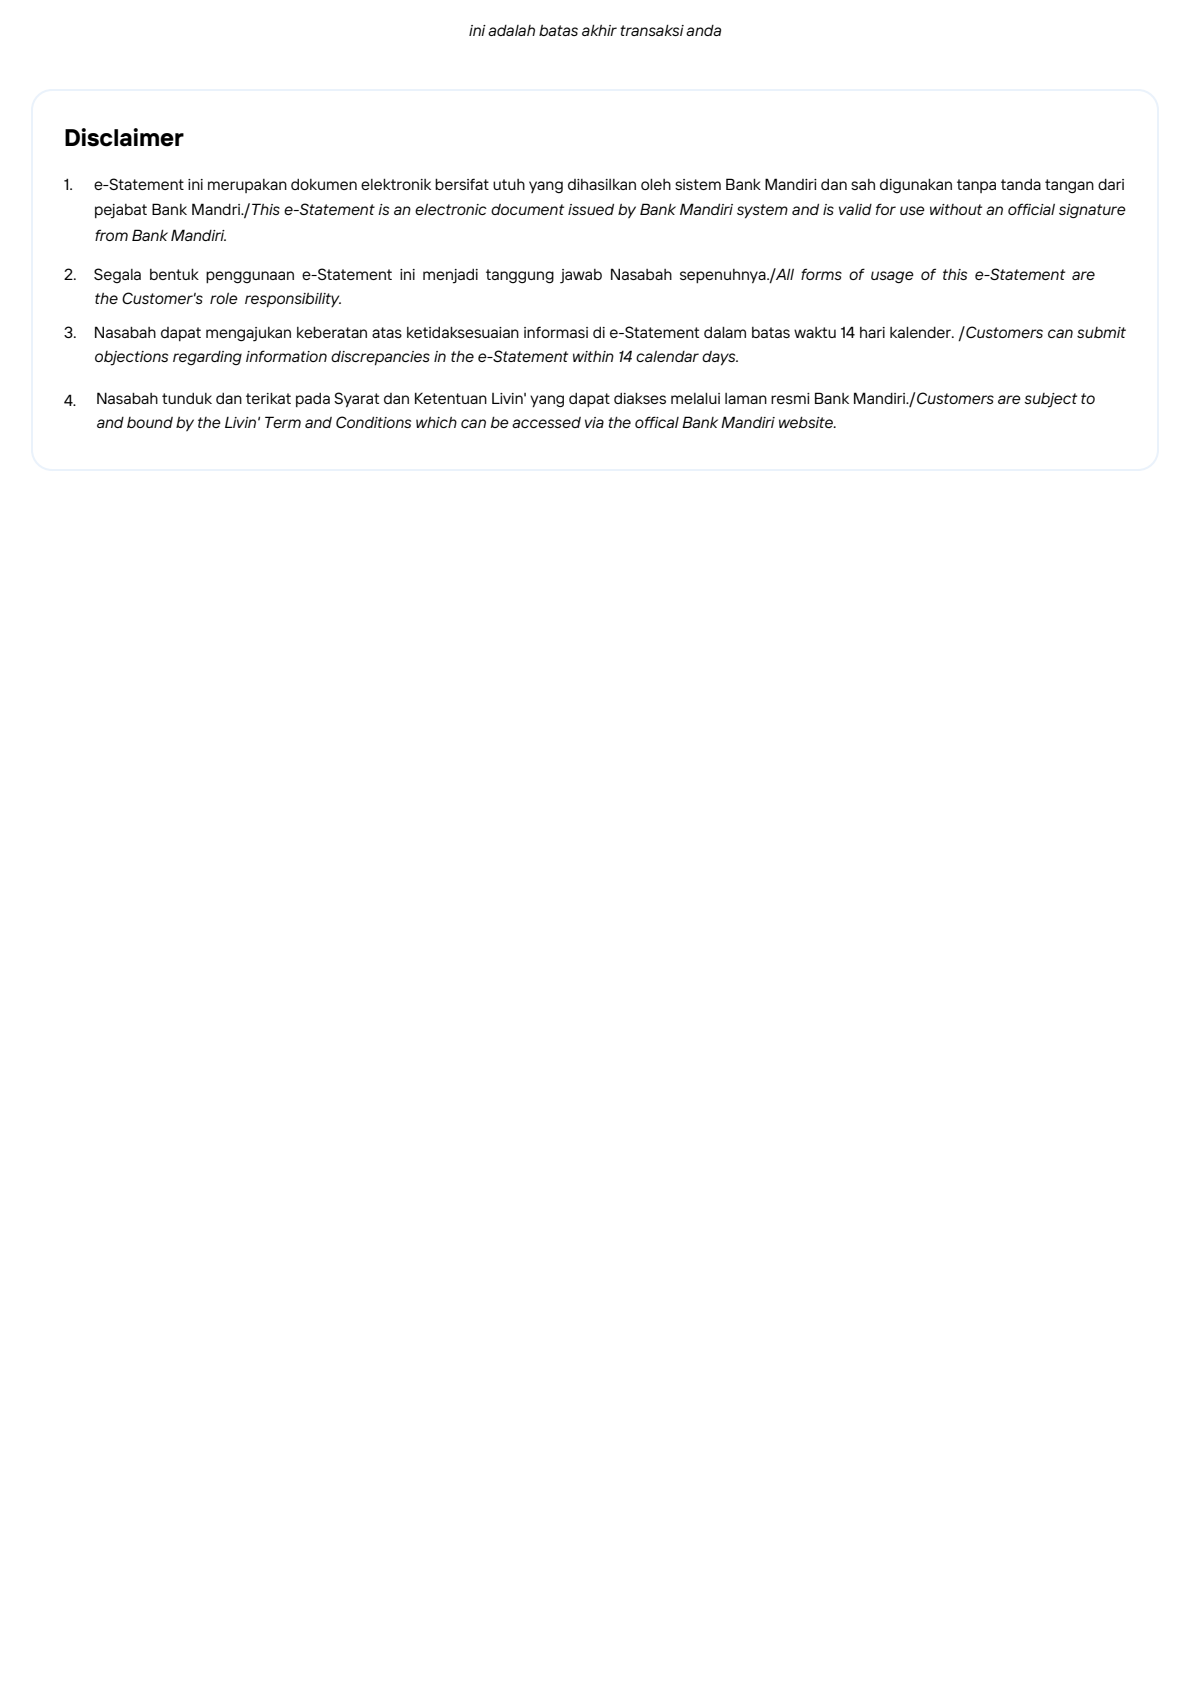 ini adalah batas akhir transaksi anda
Disclaimer
1. e-Statement ini merupakan dokumen elektronik bersifat utuh yang dihasilkan oleh sistem Bank Mandiri dan sah digunakan tanpa tanda tangan dari
pejabat Bank Mandri./This e-Statement is an electronic document issued by Bank Mandiri system and is valid for use without an official signature
from Bank Mandiri.
2. Segala bentuk penggunaan e-Statement ini menjadi tanggung jawab Nasabah sepenuhnya./All forms of usage of this e-Statement are
the Customer's role responsibility.
3. Nasabah dapat mengajukan keberatan atas ketidaksesuaian informasi di e-Statement dalam batas waktu 14 hari kalender. /Customers can submit
objections regarding information discrepancies in the e-Statement within 14 calendar days.
4. Nasabah tunduk dan terikat pada Syarat dan Ketentuan Livin' yang dapat diakses melalui laman resmi Bank Mandiri./Customers are subject to
and bound by the Livin' Term and Conditions which can be accessed via the offical Bank Mandiri website.